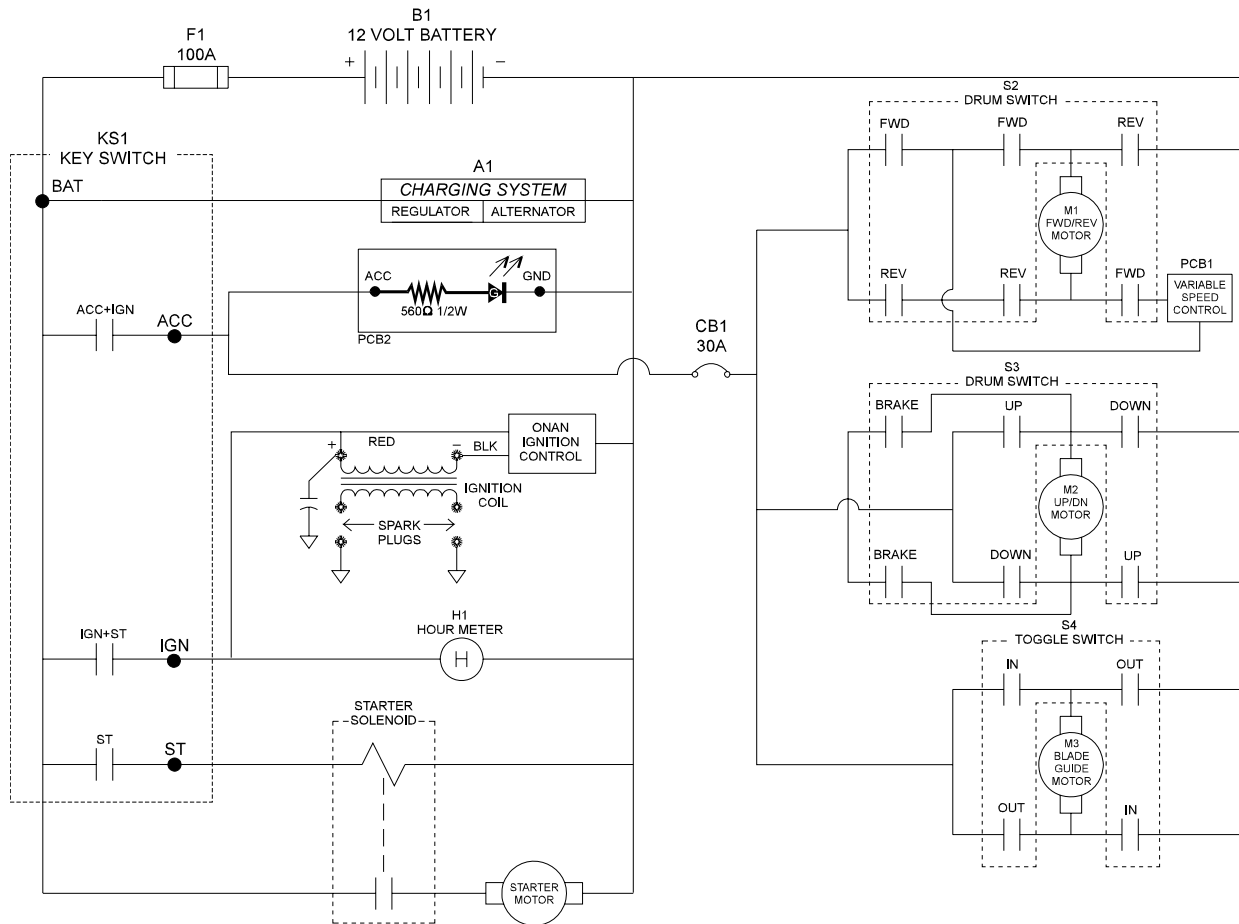 B1
12 VOLT BATTERY
+
−
F1
100A
KS1
KEY SWITCH
BAT
A1
CHARGING SYSTEM
REGULATOR
ALTERNATOR
ACC
GND
G
560Ω 1/2W
PCB2
ACC+IGN
ACC
CB1
30A
+
RED
−
BLK
ONAN
IGNITION
CONTROL
IGNITION
COIL
SPARK
PLUGS
IGN+ST
IGN
H1
HOUR METER
H
ST
ST
STARTER
SOLENOID
STARTER
MOTOR
S2
DRUM SWITCH
FWD
FWD
REV
M1
FWD/REV
MOTOR
REV
REV
FWD
PCB1
VARIABLE
SPEED
CONTROL
S3
DRUM SWITCH
BRAKE
UP
DOWN
M2
UP/DN
MOTOR
BRAKE
DOWN
UP
S4
TOGGLE SWITCH
IN
OUT
M3
BLADE
GUIDE
MOTOR
OUT
IN